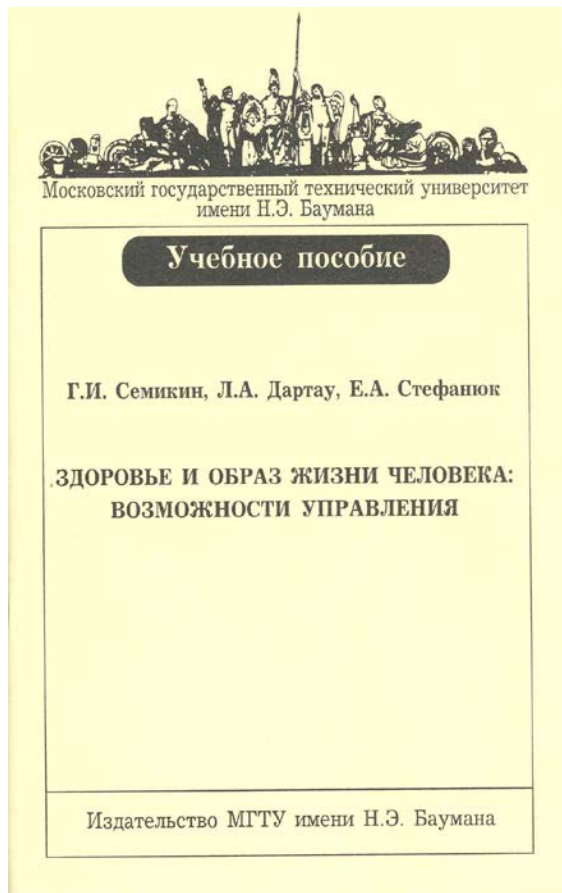 Московский государственный технический университет
имени Н.Э. Баумана
Учебное пособие
Г.И. Семикин, Л.А. Дартау, Е.А. Стефанюк
ЗДОРОВЬЕ И ОБРАЗ ЖИЗНИ ЧЕЛОВЕКА:
ВОЗМОЖНОСТИ УПРАВЛЕНИЯ
Издательство МГТУ имени Н.Э. Баумана